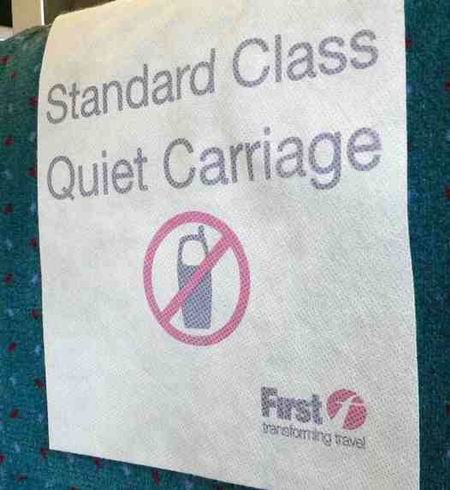 Standard Class
Quiet Carriage
First f
transforming travel